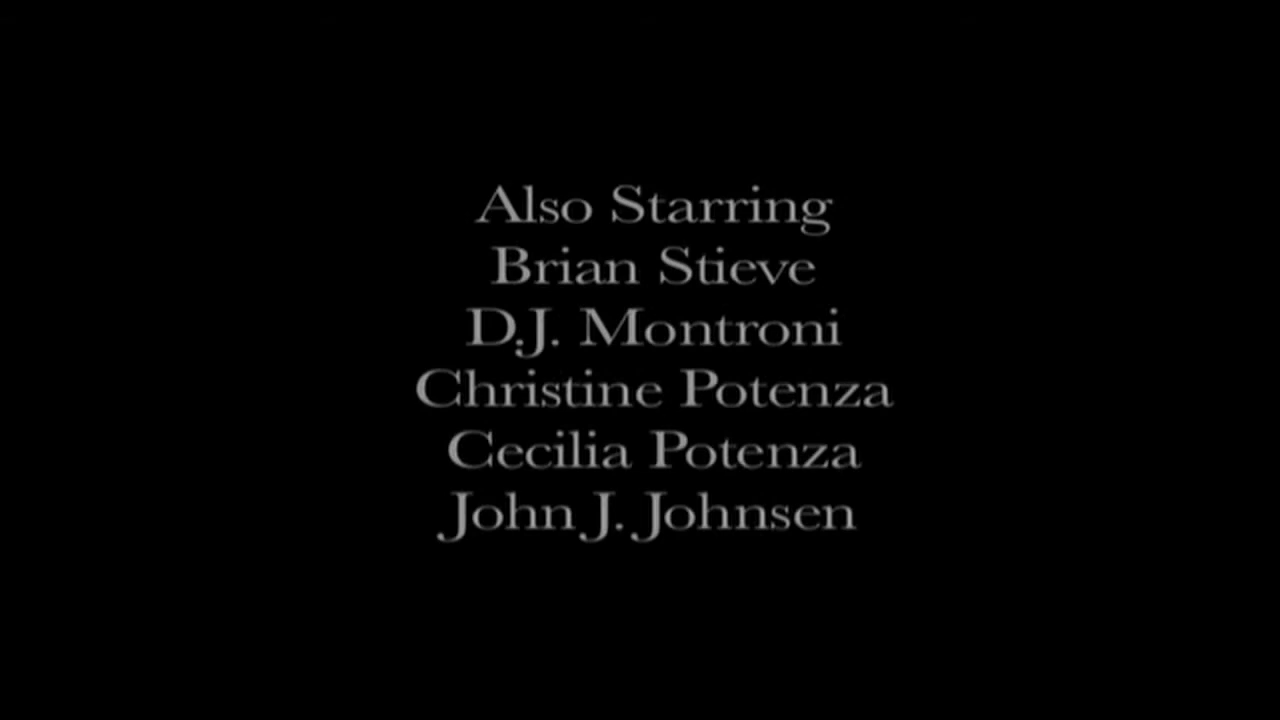 Also Starring
Brian Stieve
D.J. Montroni
Christine Potenza
Cecilia Potenza
John J. Johnsen